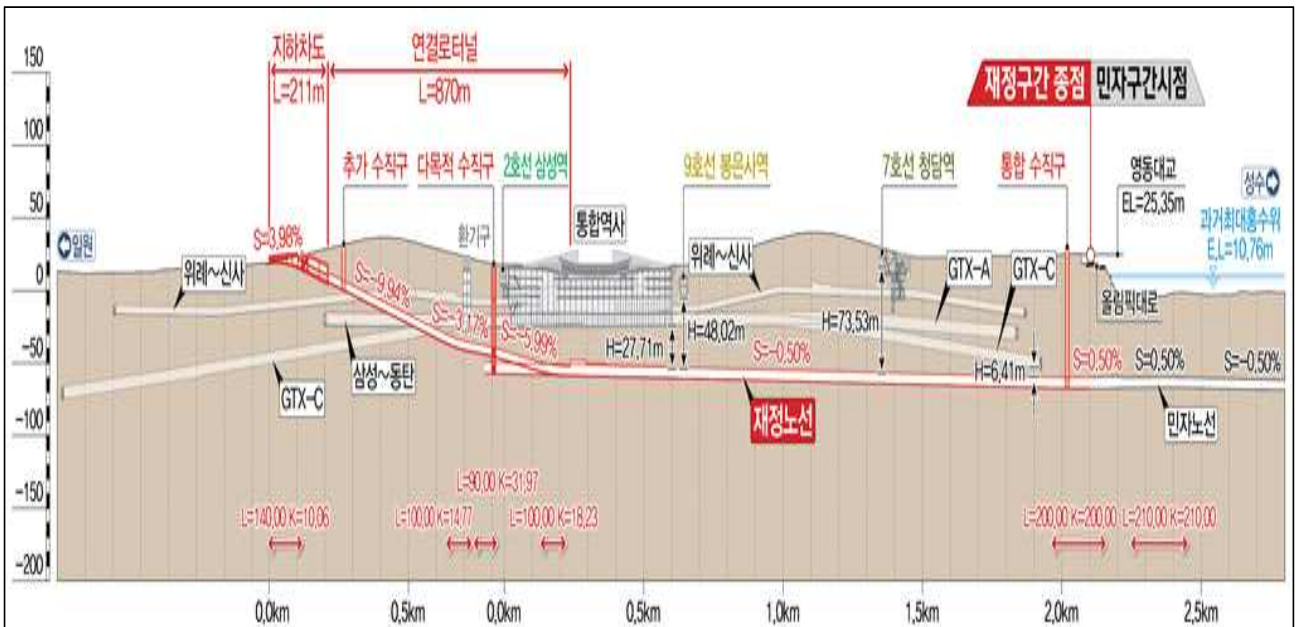 150
100
50
0
-50
-100
-150
-200
지하차도
L=211m
연결로터널
L=870m
재정구간 종점
민자구간시점
추가 수직구
다목적 수직구
2호선 삼성역
9호선 봉은사역
7호선 청담역
통합 수직구
영동대교
EL=25,35m
성수
과거최대홍수위
E,L=10,76m
일원
S=3,98%
환기구
통합역사
위례~신사
위례~신사
GTX-A
GTX-C
올림픽대로
S=-9,94%
S=-3,17%
S=-5,99%
H=27,71m
H=48,02m
H=73,53m
S=-0,50%
H=6,41m
S=0,50%
S=0,50%
S=-0,50%
삼성~동탄
GTX-C
재정노선
민자노선
L=90,00 K=31,97
L=140,00 K=10,06
L=100,00 K=14,77
L=100,00 K=18,23
L=200,00 K=200,00
L=210,00 K=210,00
0,0km
0,5km
0,0km
0,5km
1,0km
1,5km
2,0km
2,5km